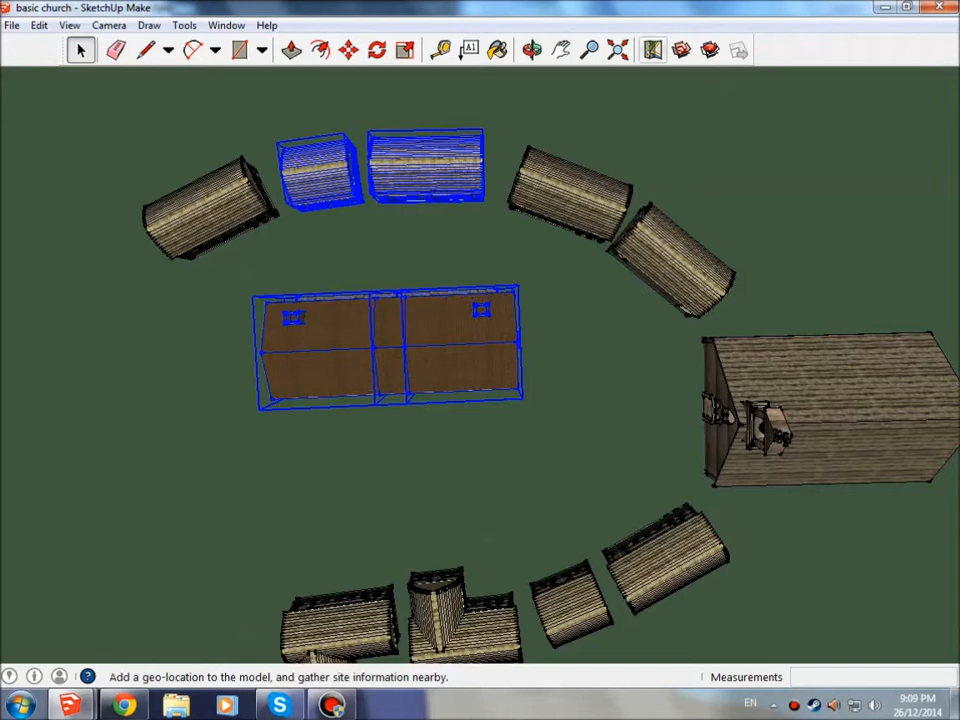 basic church - SketchUp Make
File Edit View Camera Draw Tools Window Help
A1
Add a geo-location to the model, and gather site information nearby.
Measurements
EN
9:09 PM
26/12/2014